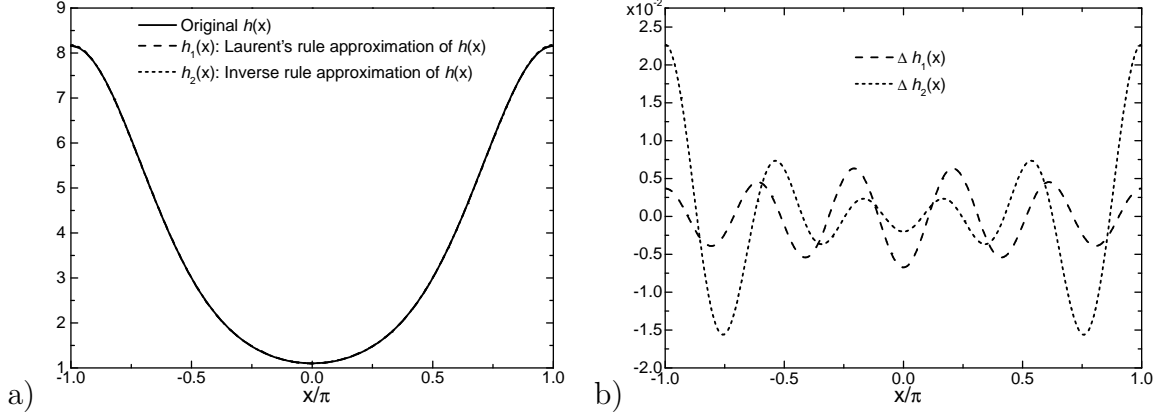 9
8
7
6
5
4
3
2
1
-1.0 -0.5 0.0 0.5 1.0
x/π
Original h(x)
h1(x): Laurent's rule approximation of h(x)
h2(x): Inverse rule approximation of h(x)
a)
x10-2
2.5
2.0
1.5
1.0
0.5
0.0
-0.5
-1.0
-1.5
-2.0
-1.0 -0.5 0.0 0.5 1.0
x/π
Δ h1(x)
Δ h2(x)
b)